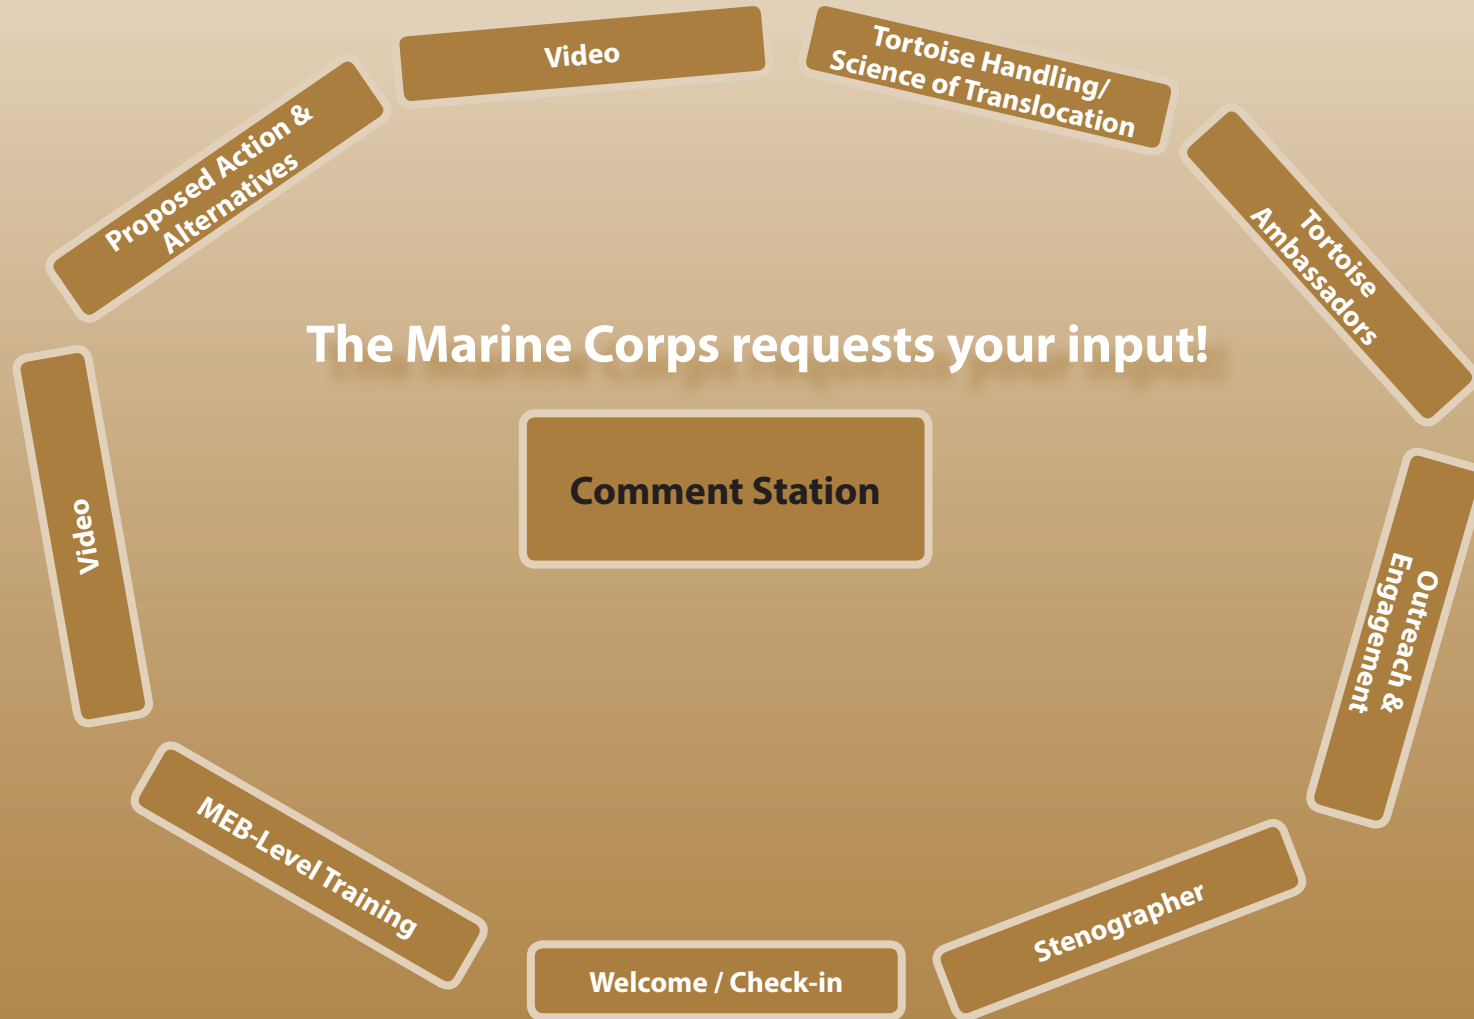 Video
Tortoise Handling/
Science of Translocation
Proposed Action &
Alternatives
Tortoise
Ambassadors
The Marine Corps requests your input!
Comment Station
Video
Outreach &
Engagement
MEB-Level Training
Stenographer
Welcome / Check-in